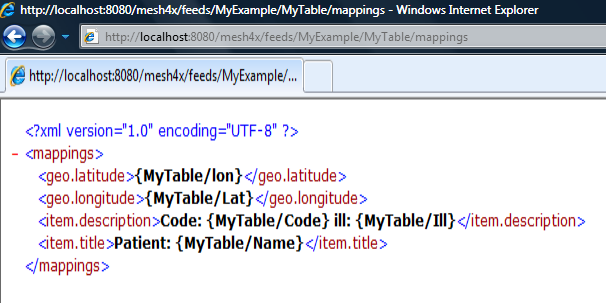 http://localhost:8080/mesh4x/feeds/MyExample/MyTable/mappings - Windows Internet Explorer
http://localhost:8080/mesh4x/feeds/MyExample/MyTable/mappings
http://localhost:8080/mesh4x/feeds/MyExample/...
<?xml version="1.0" encoding="UTF-8" ?>
- <mappings>
<geo.latitude>{MyTable/lon}</geo.latitude>
<geo.longitude>{MyTable/Lat}</geo.longitude>
<item.description>Code: {MyTable/Code} ill: {MyTable/Ill}</item.description>
<item.title>Patient: {MyTable/Name}</item.title>
</mappings>